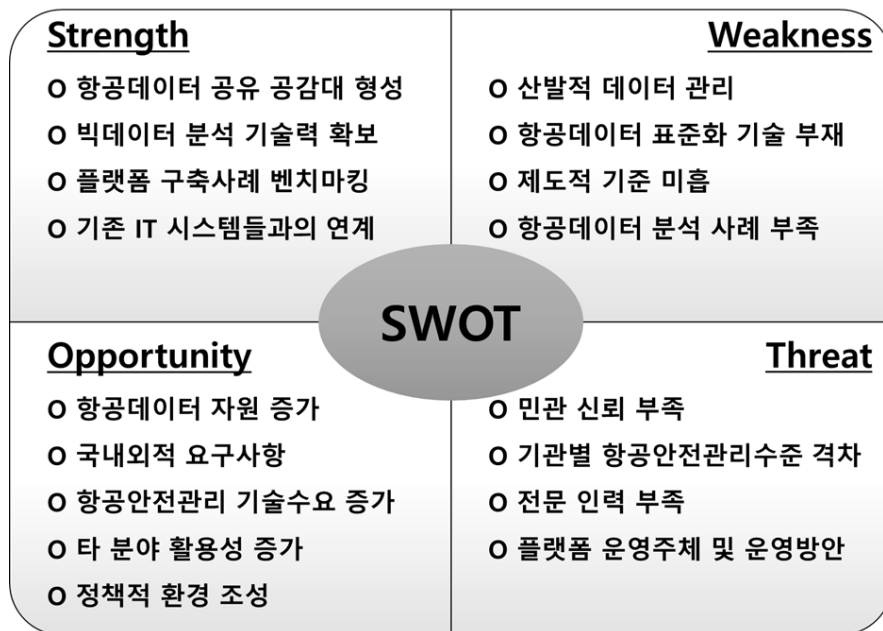 Strength
o 항공데이터 공유 공감대 형성
o 빅데이터 분석 기술력 확보
o 플랫폼 구축사례 벤치마킹
o 기존 IT 시스템들과의 연계
Weakness
o 산발적 데이터 관리
o 항공데이터 표준화 기술 부재
o 제도적 기준 미흡
o 항공데이터 분석 사례 부족
SWOT
Opportunity
o 항공데이터 자원 증가
o 국내외적 요구사항
o 항공안전관리 기술수요 증가
o 타 분야 활용성 증가
o 정책적 환경 조성
Threat
o 민관 신뢰 부족
o 기관별 항공안전관리수준 격차
o 전문 인력 부족
o 플랫폼 운영주체 및 운영방안